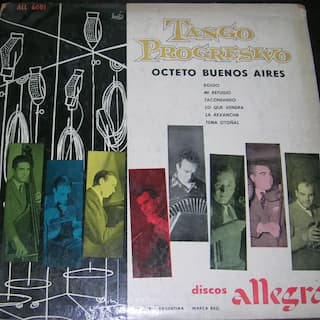 ALL 6001
TANGO
PROGRESIVO
OCTETO BUENOS AIRES
BOEDO
MI REFUGIO
TACONEANDO
LO QUE VENDRA
LA REVANCHA
TEMA OTOÑAL
discos allegro
ARGENTINA MARCA REG.